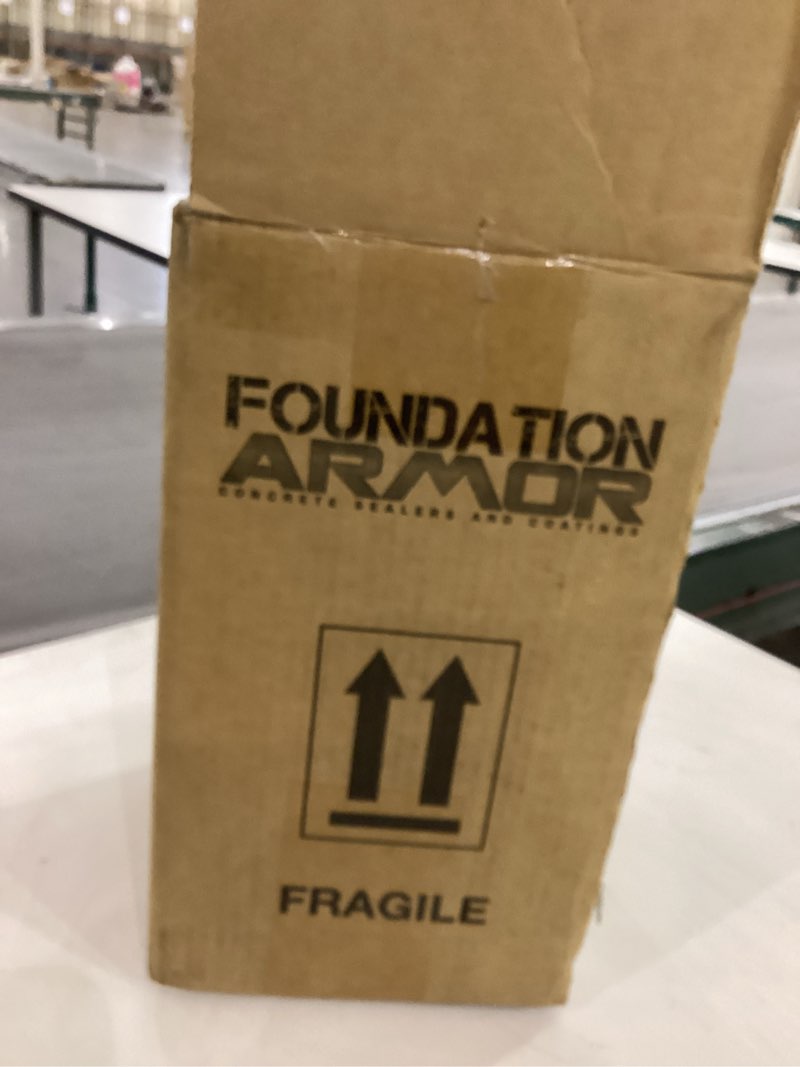 FOUNDATION
ARMOR
CONCRETE SEALERS AND COATINGS
FRAGILE